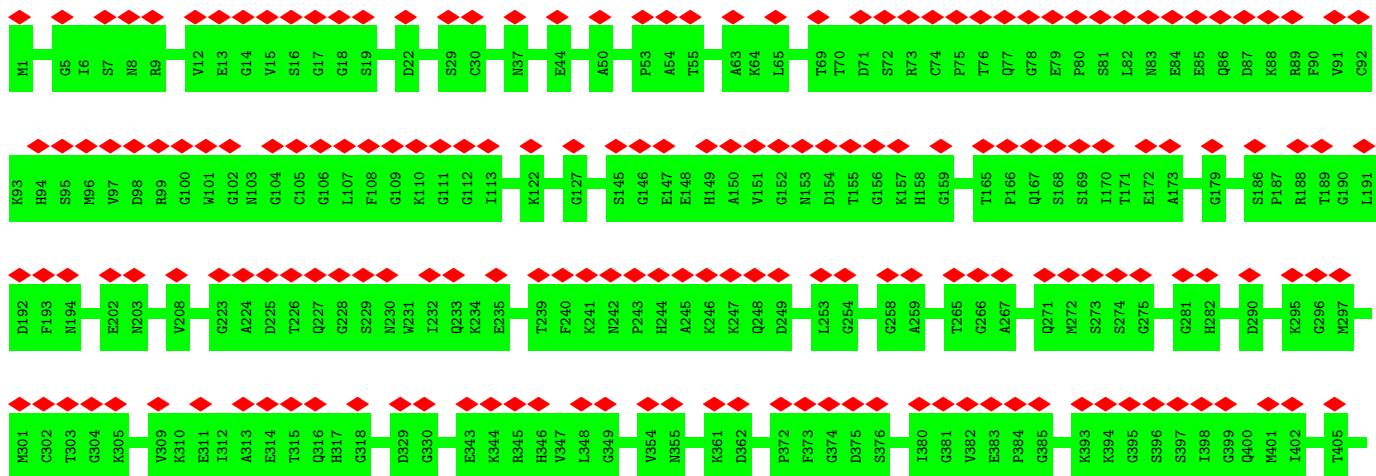 M1 G5 I6 S7 N8 R9 V12 E13 G14 V15 S16 G17 G18 S19 D22 S29 C30 N37 E44 A50 P53 A54 T55 A63 K64 L65 T69 T70 D71 S72 R73 C74 P75 T76 Q77 G78 E79 P80 S81 L82 N83 E84 E85 Q86 D87 K88 R89 F90 V91 C92
K93 H94 S95 M96 V97 D98 R99 G100 W101 G102 N103 G104 C105 G106 L107 F108 G109 K110 G111 G112 I113 K122 G127 S145 G146 E147 E148 H149 A150 V151 G152 N153 D154 T155 G156 K157 H158 G159 T165 P166 Q167 S168 S169 I170 T171 E172 A173 G179 S186 P187 R188 T189 G190 L191
D192 F193 N194 E202 N203 V208 G223 A224 D225 T226 Q227 G228 S229 N230 W231 I232 Q233 K234 E235 T239 F240 K241 N242 P243 H244 A245 K246 K247 Q248 D249 L253 G254 G258 A259 T265 G266 A267 Q271 M272 S273 S274 G275 G281 H282 D290 K295 G296 M297
M301 C302 T303 G304 K305 V309 K310 E311 I312 A313 E314 T315 Q316 H317 G318 D329 G330 E343 K344 R345 H346 V347 L348 G349 V354 N355 K361 D362 P372 F373 G374 D375 S376 I380 G381 V382 E383 P384 G385 K393 K394 G395 S396 S397 I398 G399 Q400 M401 I402 T405